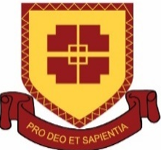 PRO DEO ET SAPIENTIA